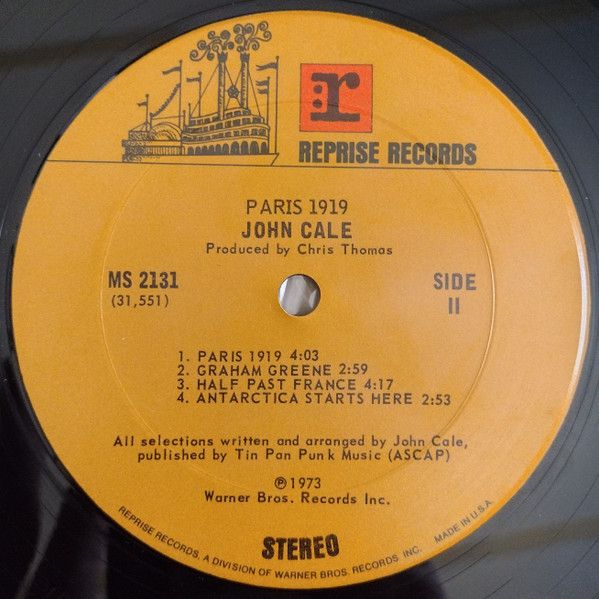 r
REPRISE RECORDS
PARIS 1919
JOHN CALE
Produced by Chris Thomas
MS 2131
(31,551)
SIDE
II
1. PARIS 1919 4:03
2. GRAHAM GREENE 2:59
3. HALF PAST FRANCE 4:17
4. ANTARCTICA STARTS HERE 2:53
All selections written and arranged by John Cale,
published by Tin Pan Punk Music (ASCAP)
℗ 1973
Warner Bros. Records Inc.
STEREO
REPRISE RECORDS, A DIVISION OF WARNER BROS. RECORDS INC. MADE IN U.S.A.